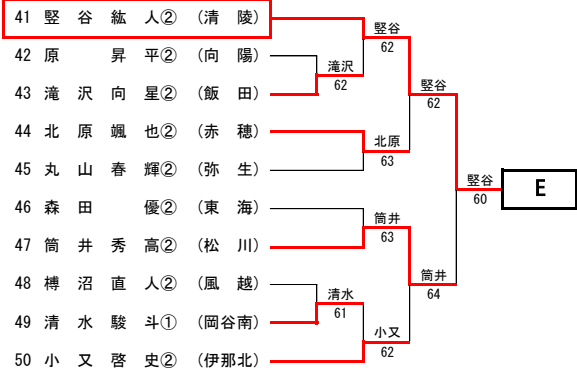 41 竪 谷 紘 人② (清 陵)
42 原 昇 平② (向 陽)
43 滝 沢 向 星② (飯 田)
44 北 原 颯 也② (赤 穂)
45 丸 山 春 輝② (弥 生)
46 森 田 優② (東 海)
47 筒 井 秀 高② (松 川)
48 榑 沼 直 人② (風 越)
49 清 水 駿 斗① (岡谷南)
50 小 又 啓 史② (伊那北)
滝沢
62
清水
61
竪谷
62
北原
63
筒井
63
小又
62
竪谷
62
筒井
64
竪谷
60
E